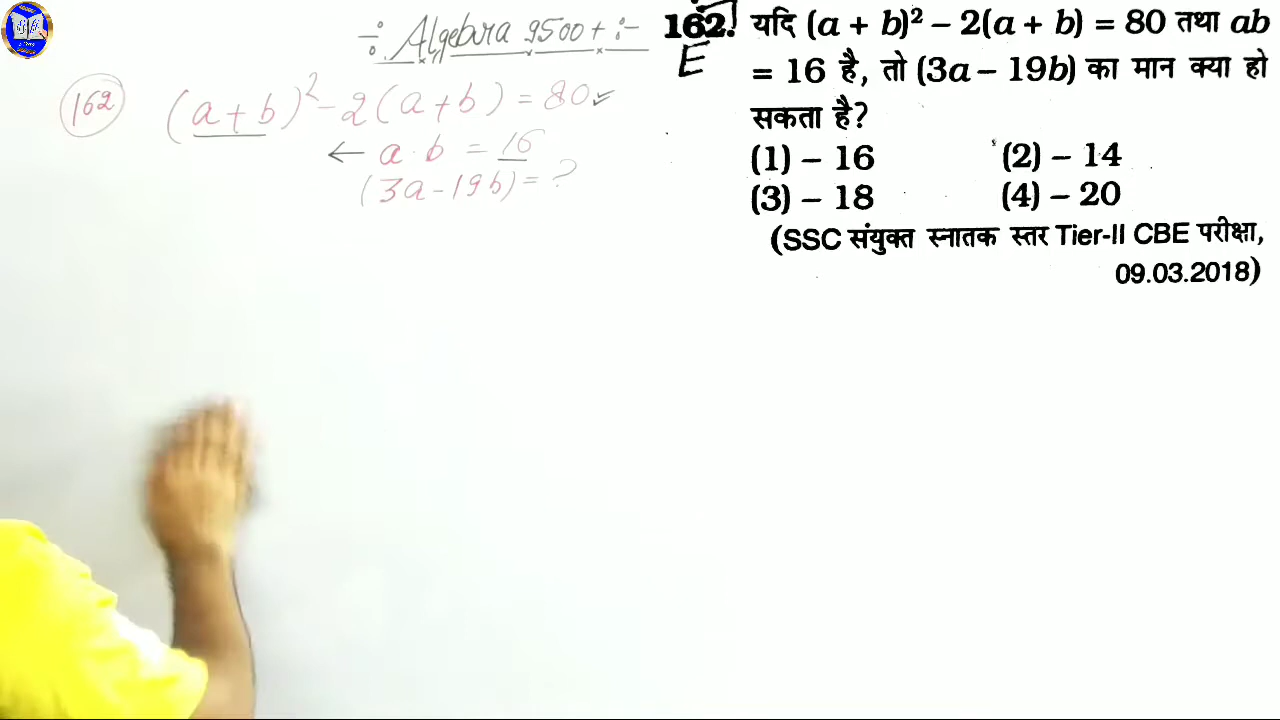 ÷ Algebra 9500+ :-
162 (a + b)² - 2(a + b) = 80 ✓
← a · b = 16
(3a - 19b) = ?
162. यदि (a + b)² – 2(a + b) = 80 तथा ab
E = 16 है, तो (3a – 19b) का मान क्या हो
सकता है?
(1) – 16 (2) – 14
(3) – 18 (4) – 20
(SSC संयुक्त स्नातक स्तर Tier-II CBE परीक्षा,
09.03.2018)